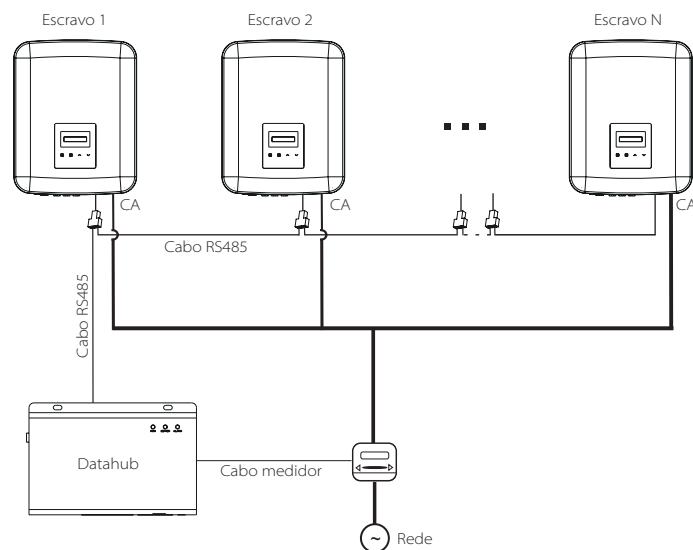 Escravo 1
Escravo 2
Escravo N
CA
CA
CA
Cabo RS485
Cabo RS485
Datahub
Cabo medidor
~
Rede